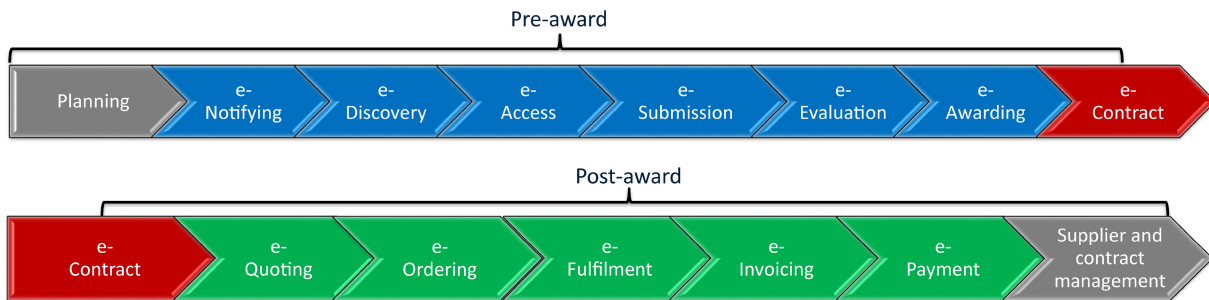 Pre-award
Planning
e-
Notifying
e-
Discovery
e-
Access
e-
Submission
e-
Evaluation
e-
Awarding
e-
Contract
Post-award
e-
Contract
e-
Quoting
e-
Ordering
e-
Fulfilment
e-
Invoicing
e-
Payment
Supplier and
contract
management